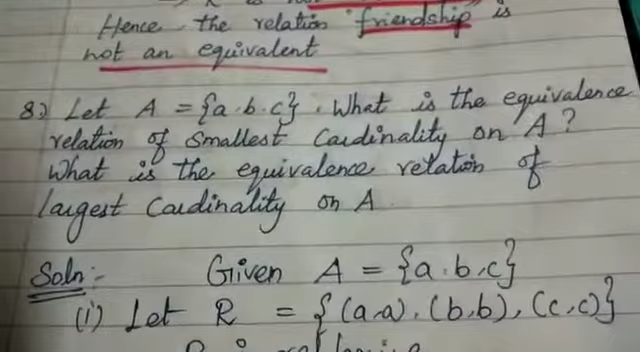 Hence the relation "friendship" is
not an equivalent
8) Let A = {a.b.c}. What is the equivalence
relation of smallest Cardinality on A?
What is the equivalence relation of
largest Cardinality on A.
Soln:- Given A = {a.b.c}
(i) Let R = {(a.a).(b,b), (c,c)}